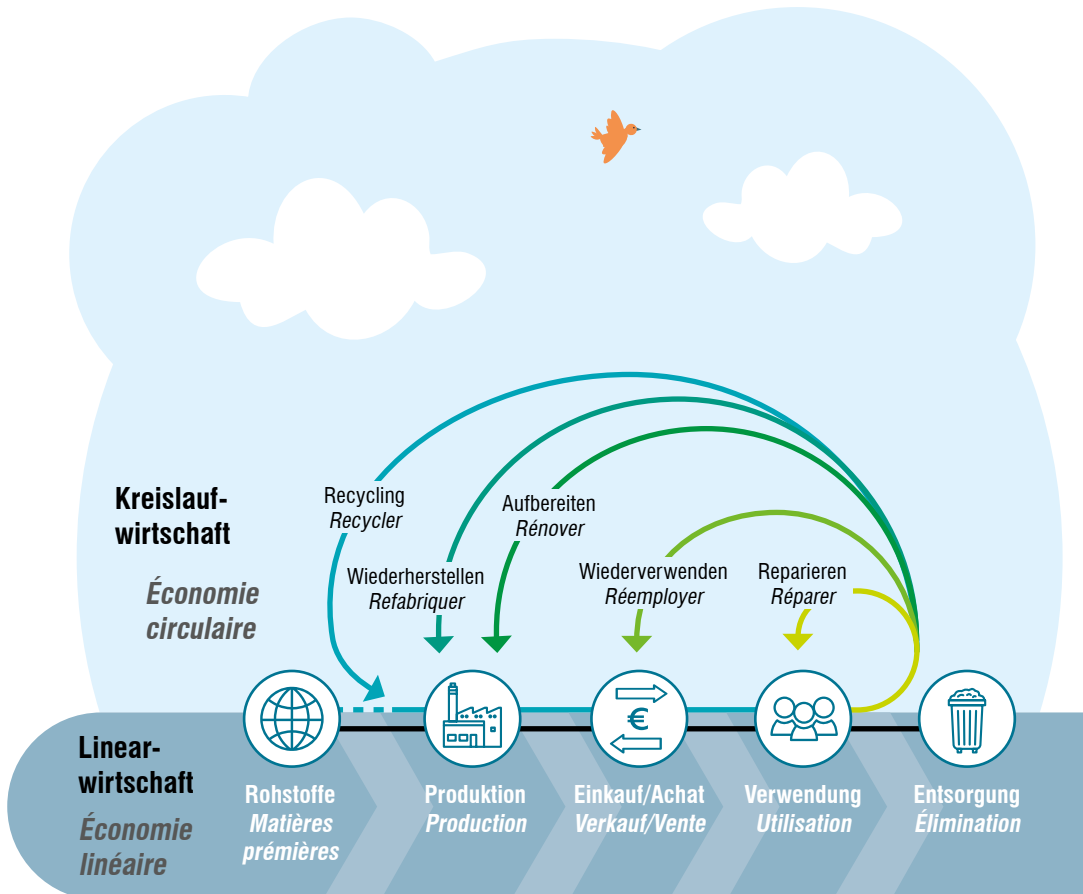 Kreislauf-
wirtschaft
Économie
circulaire
Recycling
Recycler
Wiederherstellen
Refabriquer
Aufbereiten
Rénover
Wiederverwenden
Réemployer
Reparieren
Réparer
€
Linear-
wirtschaft
Économie
linéaire
Rohstoffe
Matières
prémières
Produktion
Production
Einkauf/Achat
Verkauf/Vente
Verwendung
Utilisation
Entsorgung
Élimination